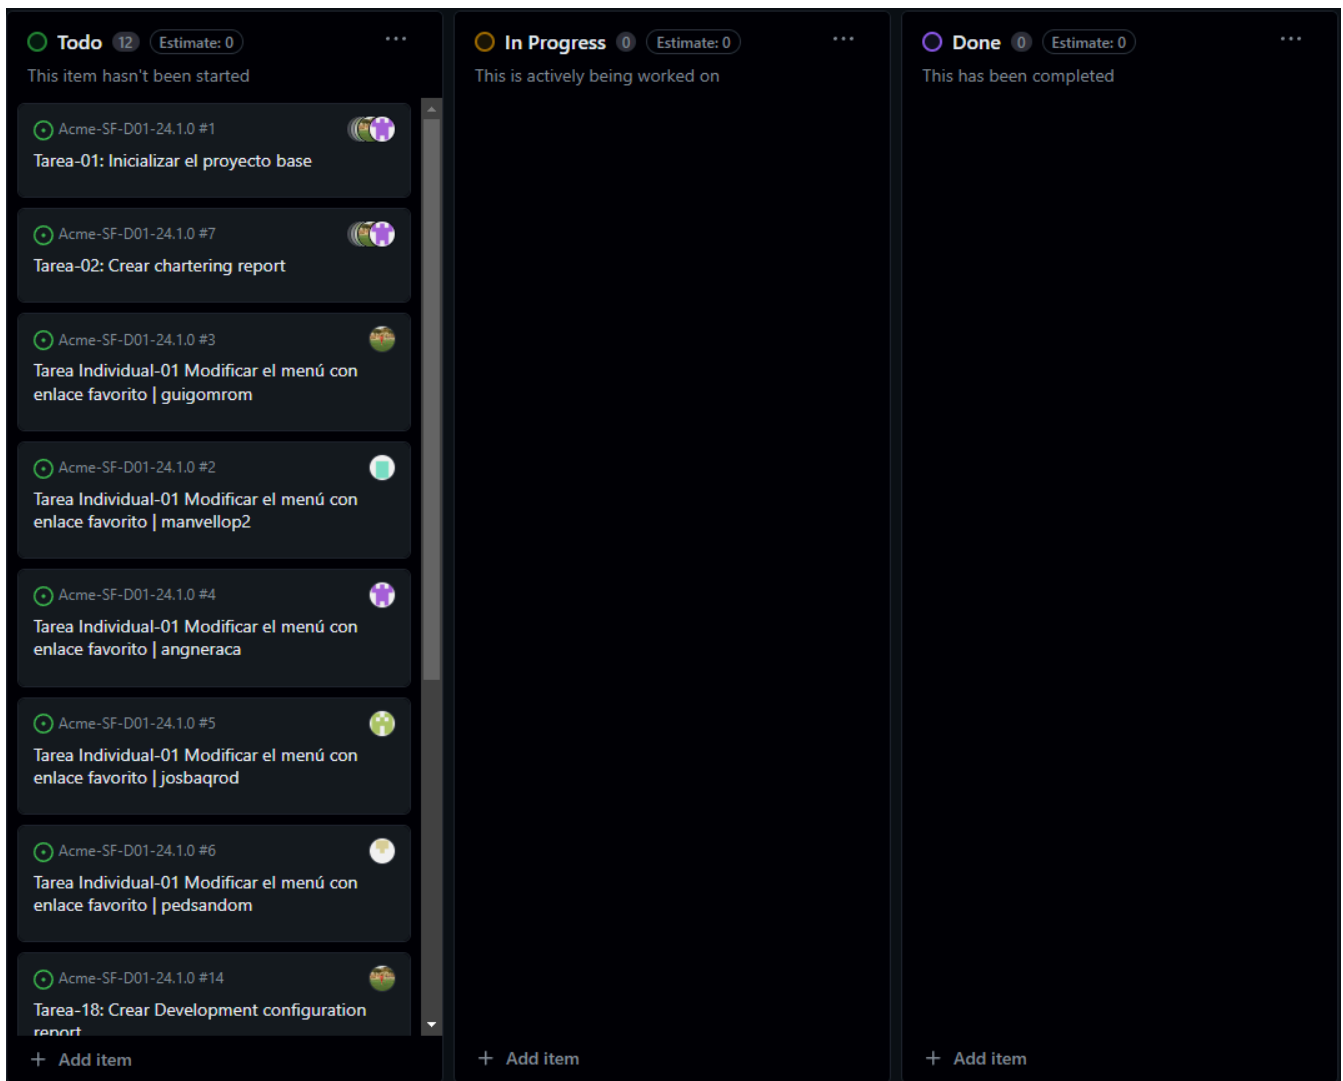 Todo 12 Estimate: 0
This item hasn't been started
Acme-SF-D01-24.1.0 #1
Tarea-01: Inicializar el proyecto base
Acme-SF-D01-24.1.0 #7
Tarea-02: Crear chartering report
Acme-SF-D01-24.1.0 #3
Tarea Individual-01 Modificar el menú con
enlace favorito | guigomrom
Acme-SF-D01-24.1.0 #2
Tarea Individual-01 Modificar el menú con
enlace favorito | manvellop2
Acme-SF-D01-24.1.0 #4
Tarea Individual-01 Modificar el menú con
enlace favorito | angneraca
Acme-SF-D01-24.1.0 #5
Tarea Individual-01 Modificar el menú con
enlace favorito | josbaqrod
Acme-SF-D01-24.1.0 #6
Tarea Individual-01 Modificar el menú con
enlace favorito | pedsandom
Acme-SF-D01-24.1.0 #14
Tarea-18: Crear Development configuration
report
+ Add item
In Progress 0 Estimate: 0
This is actively being worked on
+ Add item
Done 0 Estimate: 0
This has been completed
+ Add item